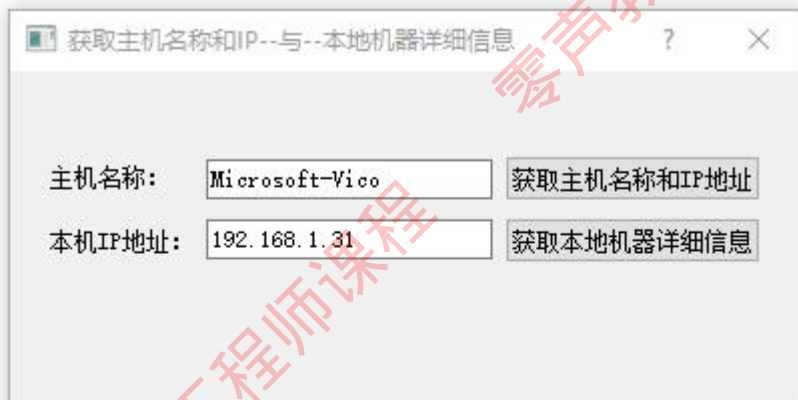 获取主机名称和IP--与--本地机器详细信息 ?
主机名称： Microsoft-Vico 获取主机名称和IP地址
本机IP地址： 192.168.1.31 获取本地机器详细信息
零声
工程师课程